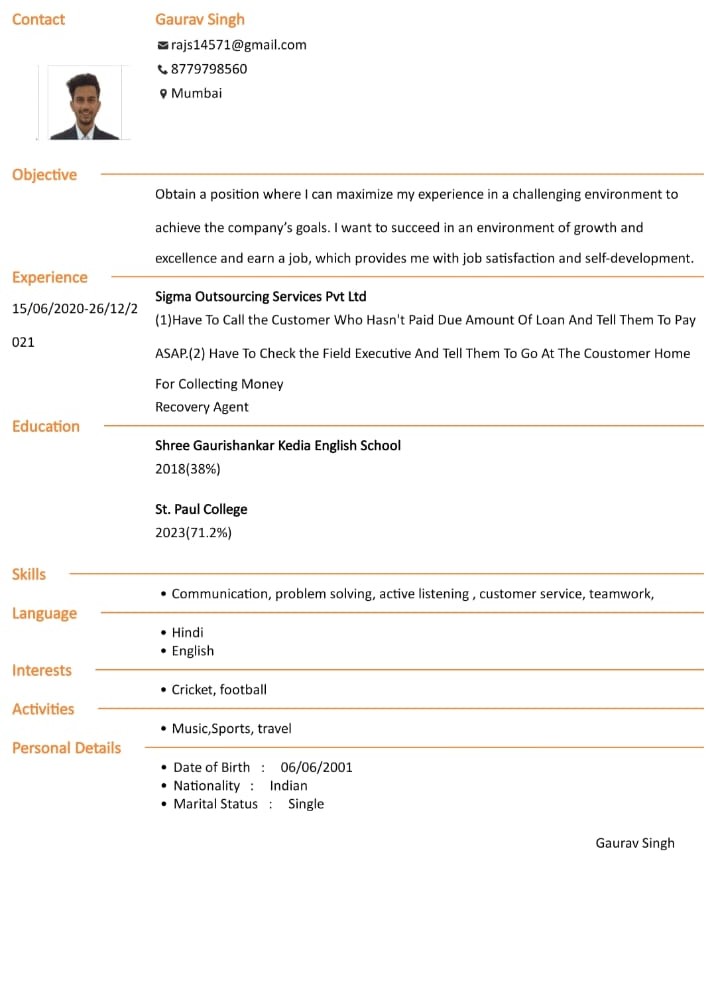 Contact
Gaurav Singh
rajs14571@gmail.com
8779798560
Mumbai
Objective
Obtain a position where I can maximize my experience in a challenging environment to
achieve the company's goals. I want to succeed in an environment of growth and
excellence and earn a job, which provides me with job satisfaction and self-development.
Experience
15/06/2020-26/12/2
021
Sigma Outsourcing Services Pvt Ltd
(1)Have To Call the Customer Who Hasn't Paid Due Amount Of Loan And Tell Them To Pay
ASAP.(2) Have To Check the Field Executive And Tell Them To Go At The Coustomer Home
For Collecting Money
Recovery Agent
Education
Shree Gaurishankar Kedia English School
2018(38%)
St. Paul College
2023(71.2%)
Skills
• Communication, problem solving, active listening , customer service, teamwork,
Language
• Hindi
• English
Interests
• Cricket, football
Activities
• Music,Sports, travel
Personal Details
• Date of Birth : 06/06/2001
• Nationality : Indian
• Marital Status : Single
Gaurav Singh